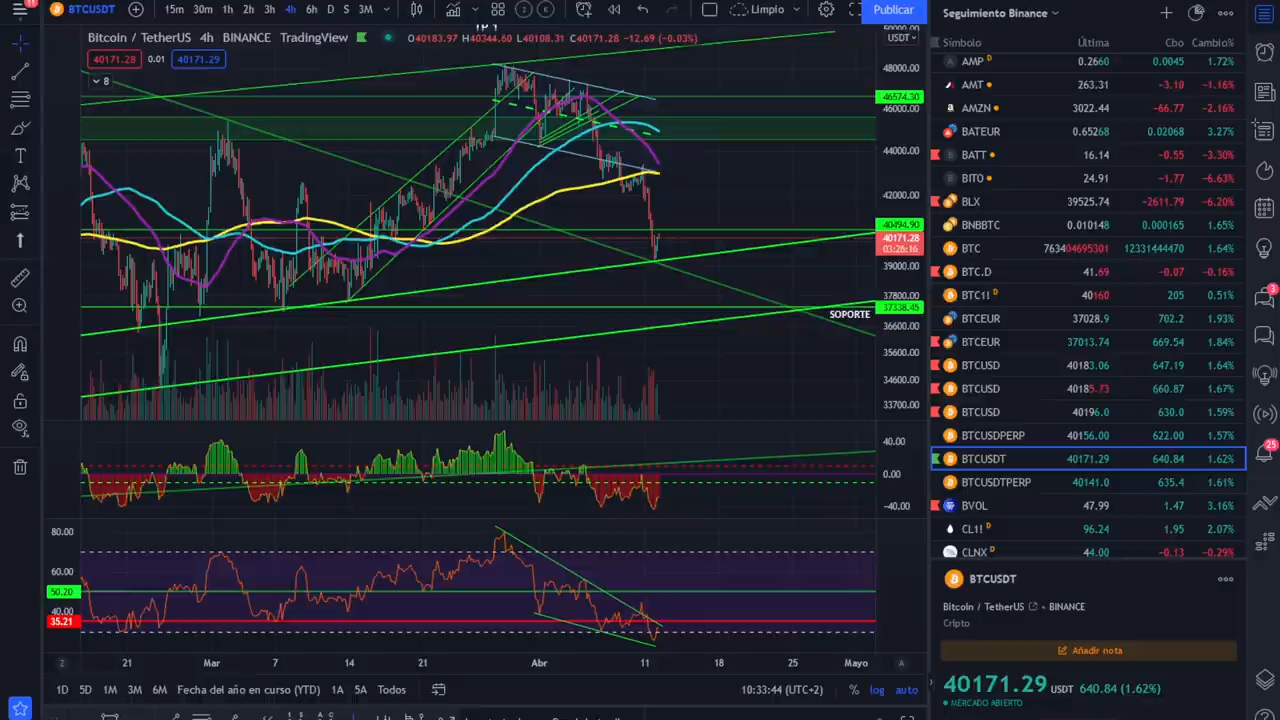 11
BTCUSDT
15m 30m 1h 2h 3h 4h 6h D S 3M
Limpio
Publicar
Bitcoin / TetherUS 4h BINANCE TradingView O40183.97 H40344.60 L40108.31 C40171.28 −12.69 (−0.03%)
TP 1
USDT
40171.28 0.01 40171.29
8
48000.00
46574.30
46000.00
44000.00
42000.00
40494.90
40171.28
03:26:16
39000.00
37800.00
37338.45
SOPORTE
36600.00
35600.00
34600.00
33700.00
40.00
0.00
−40.00
80.00
60.00
50.20
40.00
35.21
Z 21 Mar 7 14 21 Abr 11 18 25 Mayo A
1D 5D 1M 3M 6M Fecha del año en curso (YTD) 1A 5A Todos
10:33:44 (UTC+2) % log auto
Seguimiento Binance
Símbolo Última Cbo Cambio%
AMP D 0.2660 0.0045 1.72%
AMT 263.31 −3.10 −1.16%
AMZN 3022.44 −66.77 −2.16%
BATEUR 0.65268 0.02068 3.27%
BATT 16.14 −0.55 −3.30%
BITO 24.91 −1.77 −6.63%
BLX 39525.74 −2611.79 −6.20%
BNBBTC 0.010148 0.000165 1.65%
BTC 763404695301 12331444470 1.64%
BTC.D 41.69 −0.07 −0.16%
BTC1! D 40160 205 0.51%
BTCEUR 37028.9 702.2 1.93%
BTCEUR 37013.74 669.54 1.84%
BTCUSD 40183.06 647.19 1.64%
BTCUSD 40185.73 660.87 1.67%
BTCUSD 40196.0 630.0 1.59%
BTCUSDPERP 40156.00 622.00 1.57%
BTCUSDT 40171.29 640.84 1.62%
BTCUSDTPERP 40141.0 635.4 1.61%
BVOL 47.99 1.47 3.16%
CL1! D 96.24 1.95 2.07%
CLNX D 44.00 −0.13 −0.29%
BTCUSDT
Bitcoin / TetherUS • BINANCE
Cripto
Añadir nota
40171.29 USDT 640.84 (1.62%)
MERCADO ABIERTO
3
25